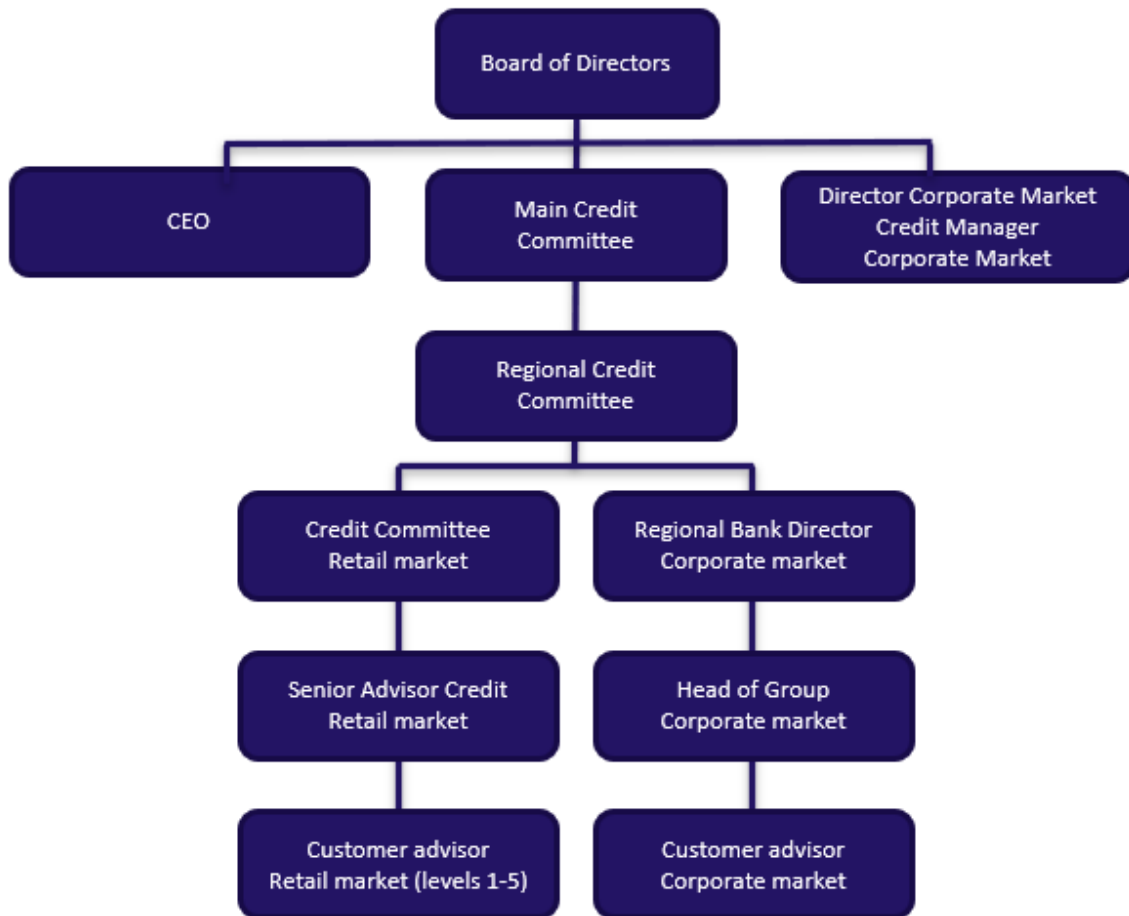 Board of Directors
CEO
Main Credit
Committee
Director Corporate Market
Credit Manager
Corporate Market
Regional Credit
Committee
Credit Committee
Retail market
Regional Bank Director
Corporate market
Senior Advisor Credit
Retail market
Head of Group
Corporate market
Customer advisor
Retail market (levels 1-5)
Customer advisor
Corporate market